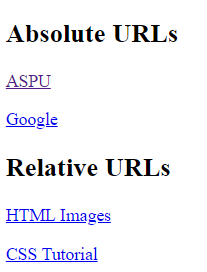 Absolute URLs
ASPU
Google
Relative URLs
HTML Images
CSS Tutorial